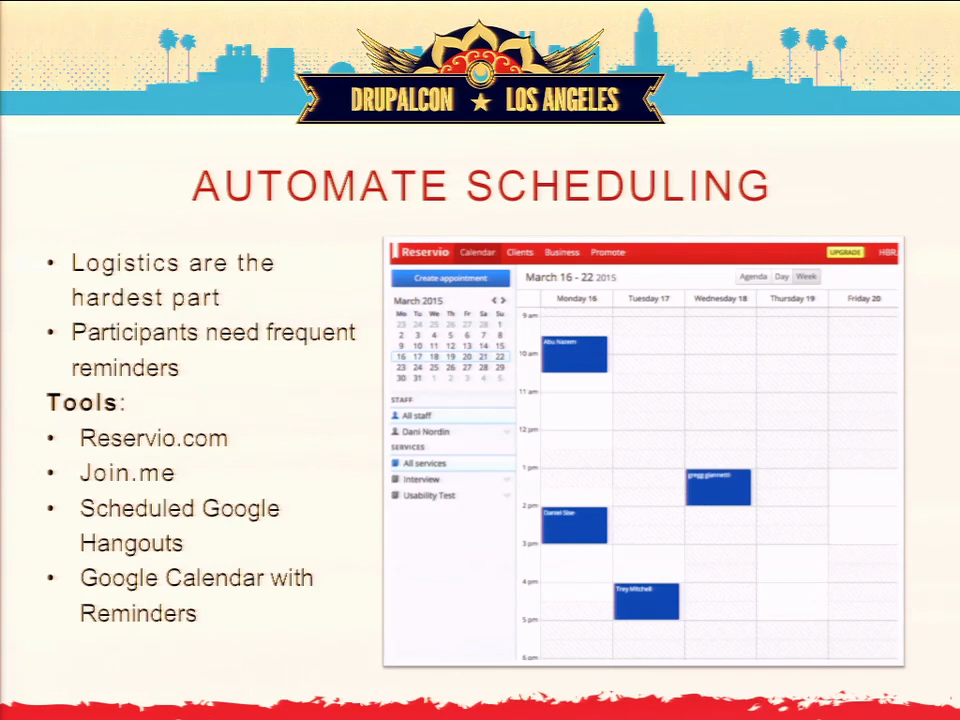 DRUPALCON ★ LOS ANGELES
AUTOMATE SCHEDULING
• Logistics are the
hardest part
• Participants need frequent
reminders
Tools:
• Reservio.com
• Join.me
• Scheduled Google
Hangouts
• Google Calendar with
Reminders
Reservio Calendar Clients Business Promote UPGRADE HBR
Create appointment
March 2015 < >
Mo Tu We Th Fr Sa Su
23 24 25 26 27 28 1
2 3 4 5 6 7 8
9 10 11 12 13 14 15
16 17 18 19 20 21 22
23 24 25 26 27 28 29
30 31 1 2 3 4 5
STAFF
All staff
Dani Nordin
SERVICES
All services
Interview
Usability Test
March 16 - 22 2015 Agenda Day Week
Monday 16 Tuesday 17 Wednesday 18 Thursday 19 Friday 20
9 am
Abu Nazem
10 am
11 am
12 pm
1 pm
gregg giannetti
2 pm
Daniel
3 pm
4 pm
Trey Mitchell
5 pm
6 pm